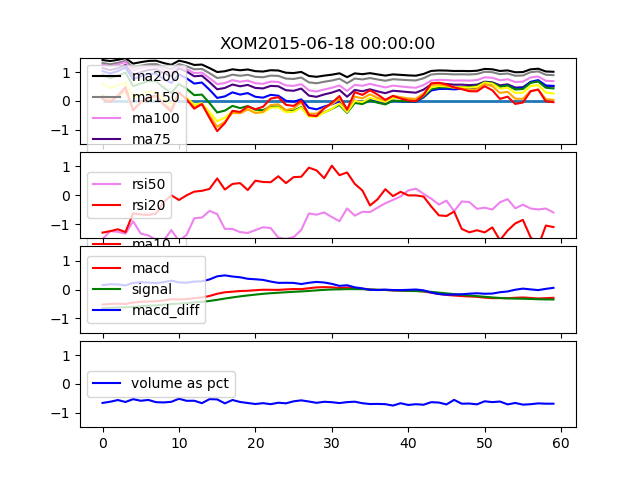 XOM2015-06-18 00:00:00
1
0
−1
ma200
ma150
ma100
ma75
1
0
−1
rsi50
rsi20
ma10
1
0
−1
macd
signal
macd_diff
1
0
−1
volume as pct
0 10 20 30 40 50 60